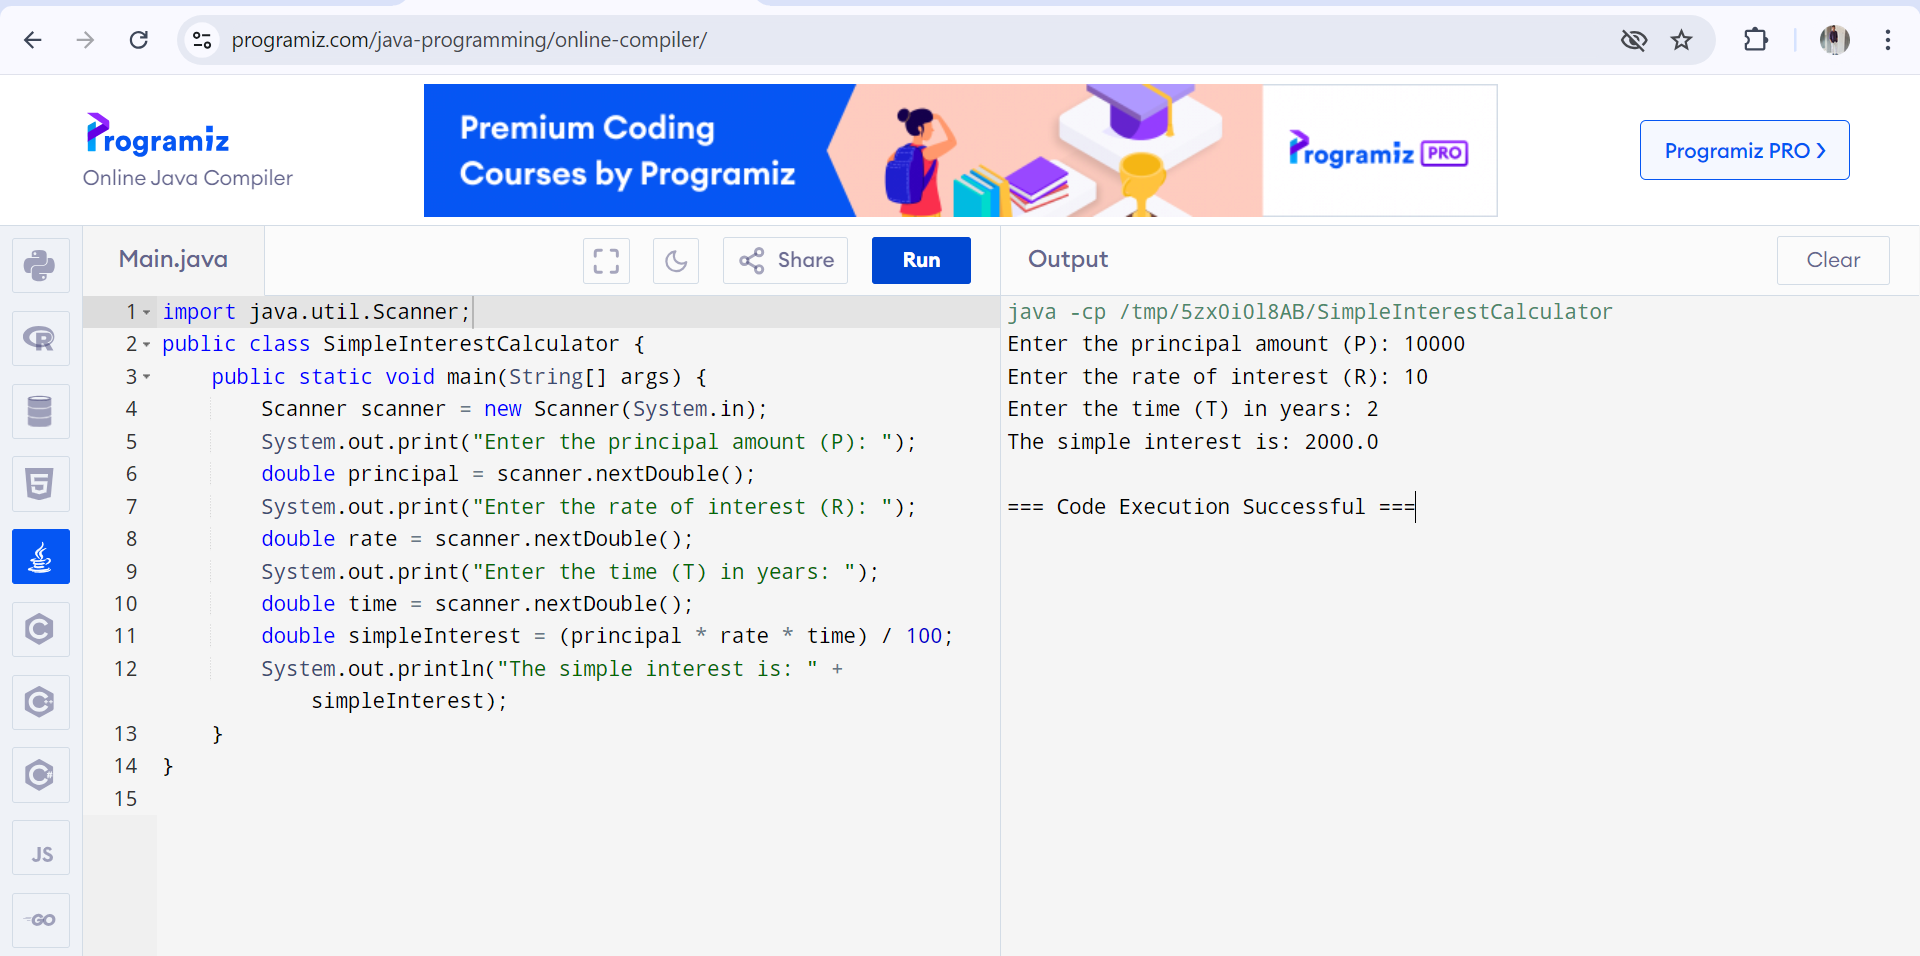 programiz.com/java-programming/online-compiler/
Programiz
Online Java Compiler
Premium Coding
Courses by Programiz
Programiz PRO
Programiz PRO ›
Main.java
Share
Run
Output
Clear
1 import java.util.Scanner;
2 public class SimpleInterestCalculator {
3     public static void main(String[] args) {
4         Scanner scanner = new Scanner(System.in);
5         System.out.print("Enter the principal amount (P): ");
6         double principal = scanner.nextDouble();
7         System.out.print("Enter the rate of interest (R): ");
8         double rate = scanner.nextDouble();
9         System.out.print("Enter the time (T) in years: ");
10         double time = scanner.nextDouble();
11         double simpleInterest = (principal * rate * time) / 100;
12         System.out.println("The simple interest is: " +
simpleInterest);
13     }
14 }
15
java -cp /tmp/5zxOiOl8AB/SimpleInterestCalculator
Enter the principal amount (P): 10000
Enter the rate of interest (R): 10
Enter the time (T) in years: 2
The simple interest is: 2000.0
=== Code Execution Successful ===
R
5
C
C++
C#
JS
GO